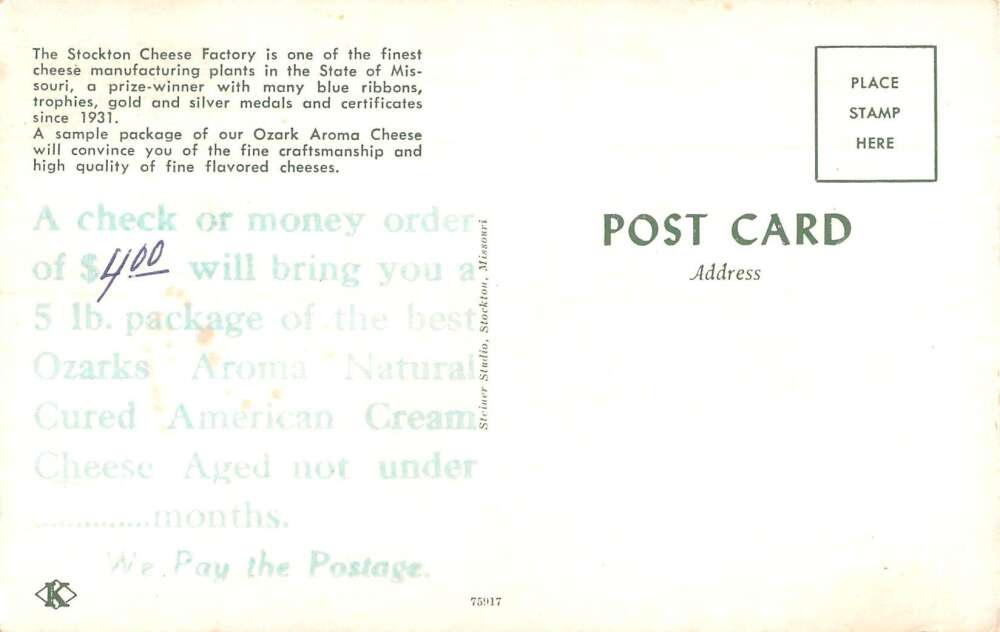 The Stockton Cheese Factory is one of the finest
cheese manufacturing plants in the State of Mis-
souri, a prize-winner with many blue ribbons,
trophies, gold and silver medals and certificates
since 1931.
A sample package of our Ozark Aroma Cheese
will convince you of the fine craftsmanship and
high quality of fine flavored cheeses.
A check or money order
of $4.00 will bring you a
5 lb. package of the best
Ozarks Aroma Natural
Cured American Cream
Cheese Aged not under
..............months.
We Pay the Postage.
K
Steiner Studio, Stockton, Missouri
75917
PLACE
STAMP
HERE
POST CARD
Address